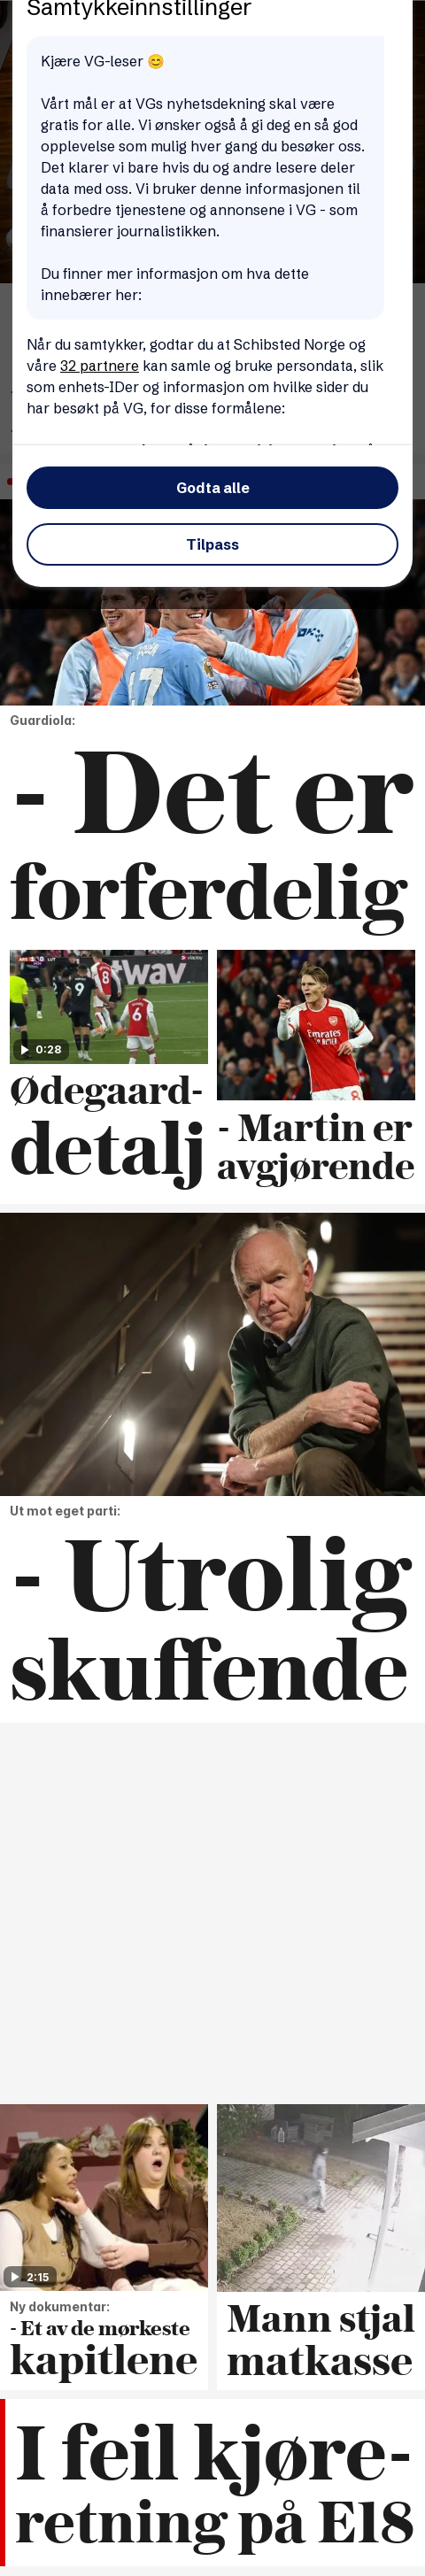 Samtykkeinnstillinger
Kjære VG-leser 😊
Vårt mål er at VGs nyhetsdekning skal være
gratis for alle. Vi ønsker også å gi deg en så god
opplevelse som mulig hver gang du besøker oss.
Det klarer vi bare hvis du og andre lesere deler
data med oss. Vi bruker denne informasjonen til
å forbedre tjenestene og annonsene i VG - som
finansierer journalistikken.
Du finner mer informasjon om hva dette
innebærer her:
Når du samtykker, godtar du at Schibsted Norge og
våre 32 partnere kan samle og bruke persondata, slik
som enhets-IDer og informasjon om hvilke sider du
har besøkt på VG, for disse formålene:
Godta alle
Tilpass
Guardiola:
- Det er
forferdelig
0:28
Ødegaard-
detalj
- Martin er
avgjørende
Ut mot eget parti:
- Utrolig
skuffende
2:15
Ny dokumentar:
- Et av de mørkeste
kapitlene
Mann stjal
matkasse
I feil kjøre-
retning på E18